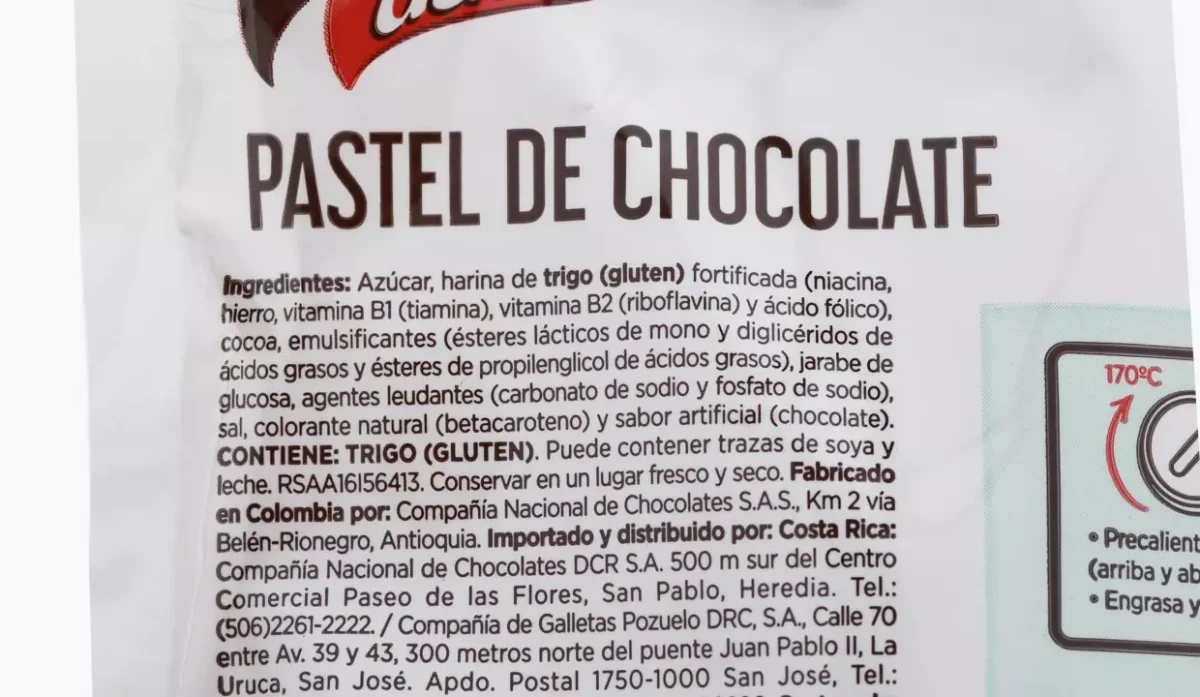 PASTEL DE CHOCOLATE
Ingredientes: Azúcar, harina de trigo (gluten) fortificada (niacina,
hierro, vitamina B1 (tiamina), vitamina B2 (riboflavina) y ácido fólico),
cocoa, emulsificantes (ésteres lácticos de mono y diglicéridos de
ácidos grasos y ésteres de propilenglicol de ácidos grasos), jarabe de
glucosa, agentes leudantes (carbonato de sodio y fosfato de sodio),
sal, colorante natural (betacaroteno) y sabor artificial (chocolate).
CONTIENE: TRIGO (GLUTEN). Puede contener trazas de soya y
leche. RSAA16I56413. Conservar en un lugar fresco y seco. Fabricado
en Colombia por: Compañía Nacional de Chocolates S.A.S., Km 2 vía
Belén-Rionegro, Antioquia. Importado y distribuido por: Costa Rica:
Compañía Nacional de Chocolates DCR S.A. 500 m sur del Centro
Comercial Paseo de las Flores, San Pablo, Heredia. Tel.:
(506)2261-2222. / Compañía de Galletas Pozuelo DRC, S.A., Calle 70
entre Av. 39 y 43, 300 metros norte del puente Juan Pablo II, La
Uruca, San José. Apdo. Postal 1750-1000 San José, Tel.:
170ºC
• Precalient
(arriba y ab
• Engrasa y